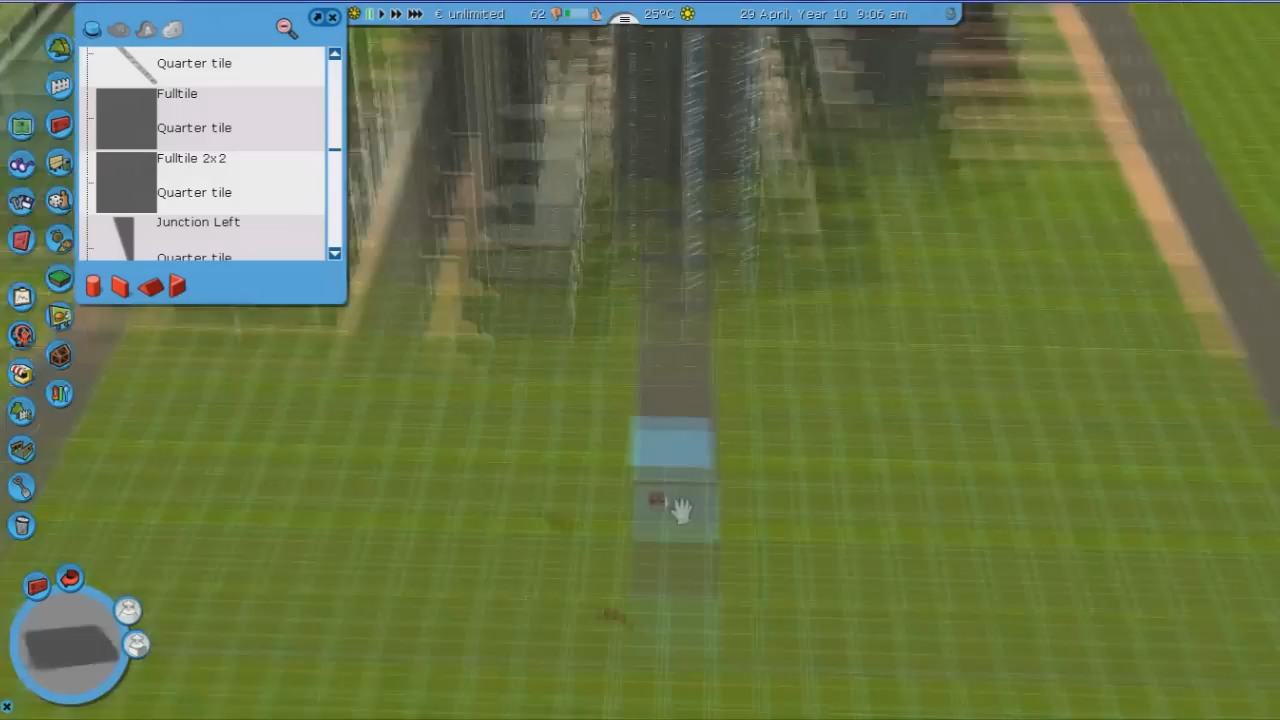 € unlimited 62 25ºC 29 April, Year 10 9:06 am
Quarter tile
Fulltile
Quarter tile
Fulltile 2x2
Quarter tile
Junction Left
Quarter tile